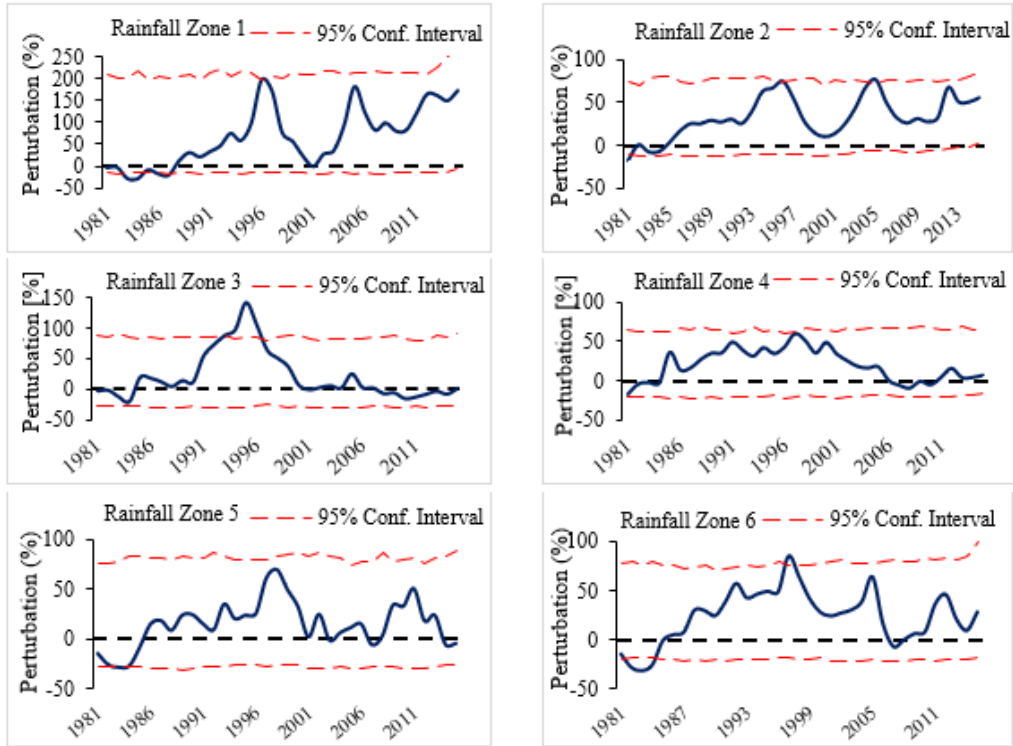 Rainfall Zone 1 95% Conf. Interval
Perturbation (%)
250
200
150
100
50
0
-50
1981 1986 1991 1996 2001 2006 2011
Rainfall Zone 2 95% Conf. Interval
Perturbation (%)
100
50
0
-50
1981 1985 1989 1993 1997 2001 2005 2009 2013
Rainfall Zone 3 95% Conf. Interval
Perturbation [%]
150
100
50
0
-50
1981 1986 1991 1996 2001 2006 2011
Rainfall Zone 4 95% Conf. Interval
Perturbation [%]
100
50
0
-50
1981 1986 1991 1996 2001 2006 2011
Rainfall Zone 5 95% Conf. Interval
Perturbation (%)
100
50
0
-50
1981 1986 1991 1996 2001 2006 2011
Rainfall Zone 6 95% Conf. Interval
Perturbation (%)
100
50
0
-50
1981 1987 1993 1999 2005 2011